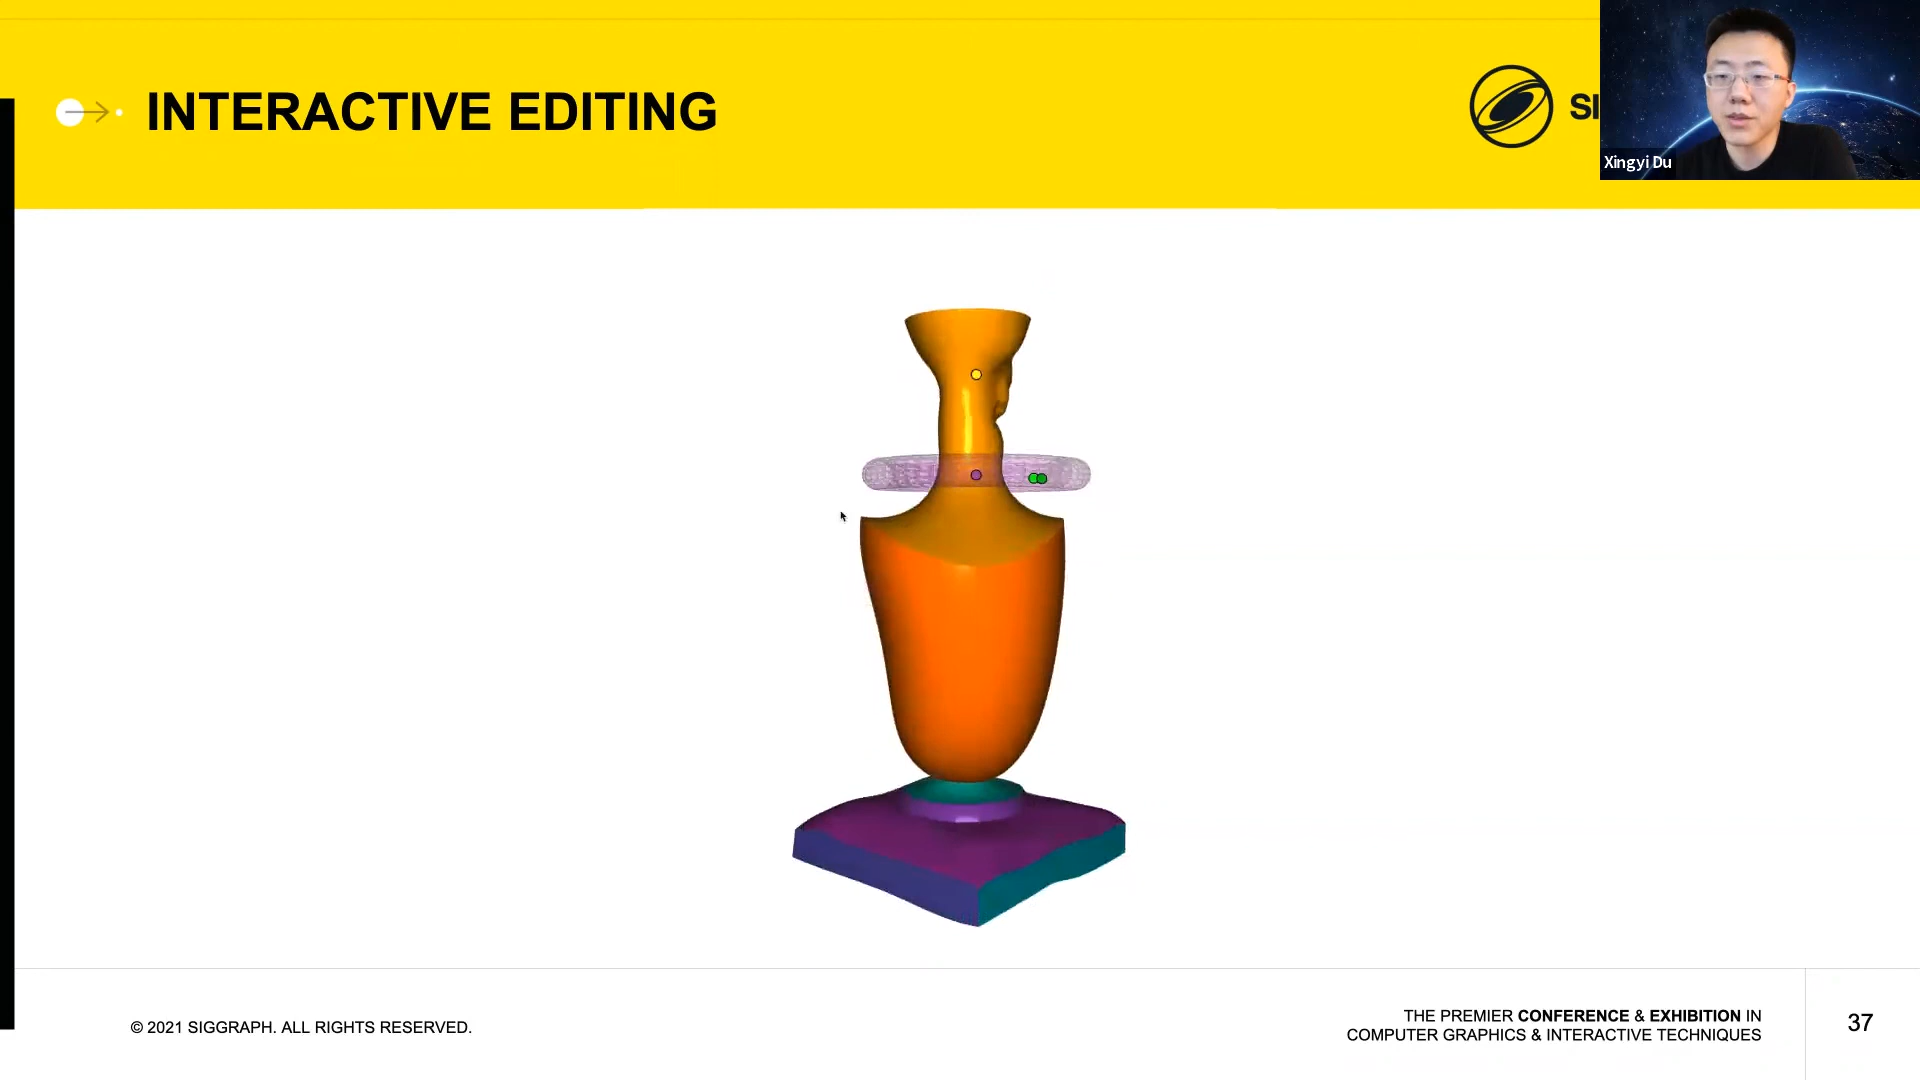 INTERACTIVE EDITING
SI
Xingyi Du
© 2021 SIGGRAPH. ALL RIGHTS RESERVED.
THE PREMIER CONFERENCE & EXHIBITION IN
COMPUTER GRAPHICS & INTERACTIVE TECHNIQUES
37